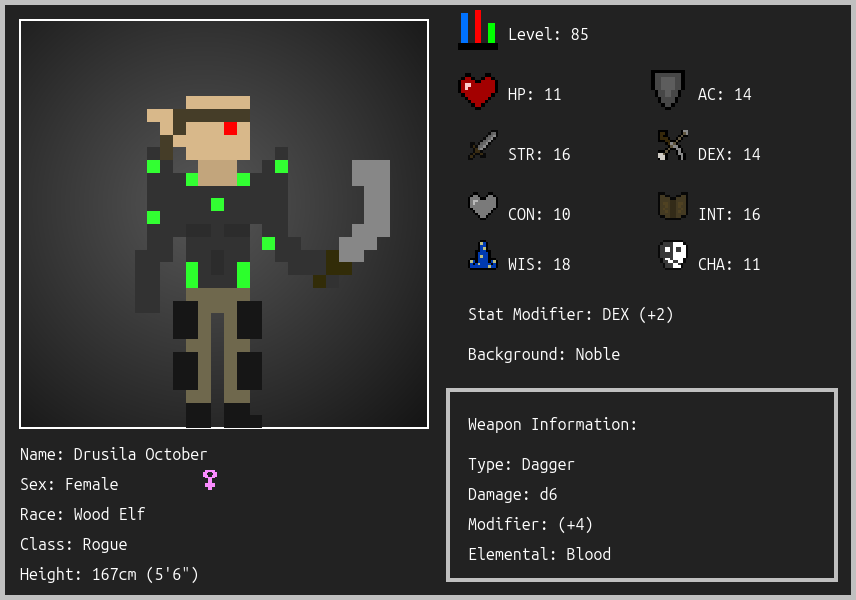 Level: 85
HP: 11
AC: 14
STR: 16
DEX: 14
CON: 10
INT: 16
WIS: 18
CHA: 11
Stat Modifier: DEX (+2)
Background: Noble
Weapon Information:
Type: Dagger
Damage: d6
Modifier: (+4)
Elemental: Blood
Name: Drusila October
Sex: Female
Race: Wood Elf
Class: Rogue
Height: 167cm (5'6")